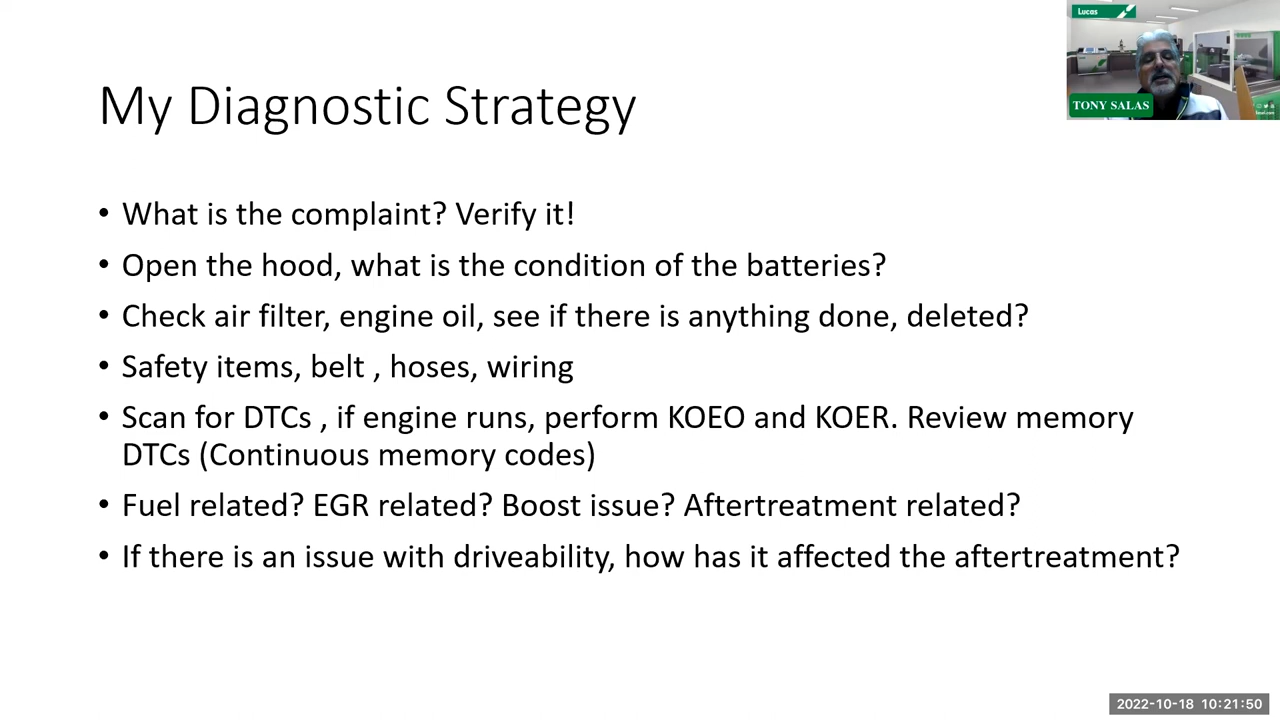 Lucas
TONY SALAS
My Diagnostic Strategy
• What is the complaint? Verify it!
• Open the hood, what is the condition of the batteries?
• Check air filter, engine oil, see if there is anything done, deleted?
• Safety items, belt , hoses, wiring
• Scan for DTCs , if engine runs, perform KOEO and KOER. Review memory
DTCs (Continuous memory codes)
• Fuel related? EGR related? Boost issue? Aftertreatment related?
• If there is an issue with driveability, how has it affected the aftertreatment?
2022-10-18 10:21:50